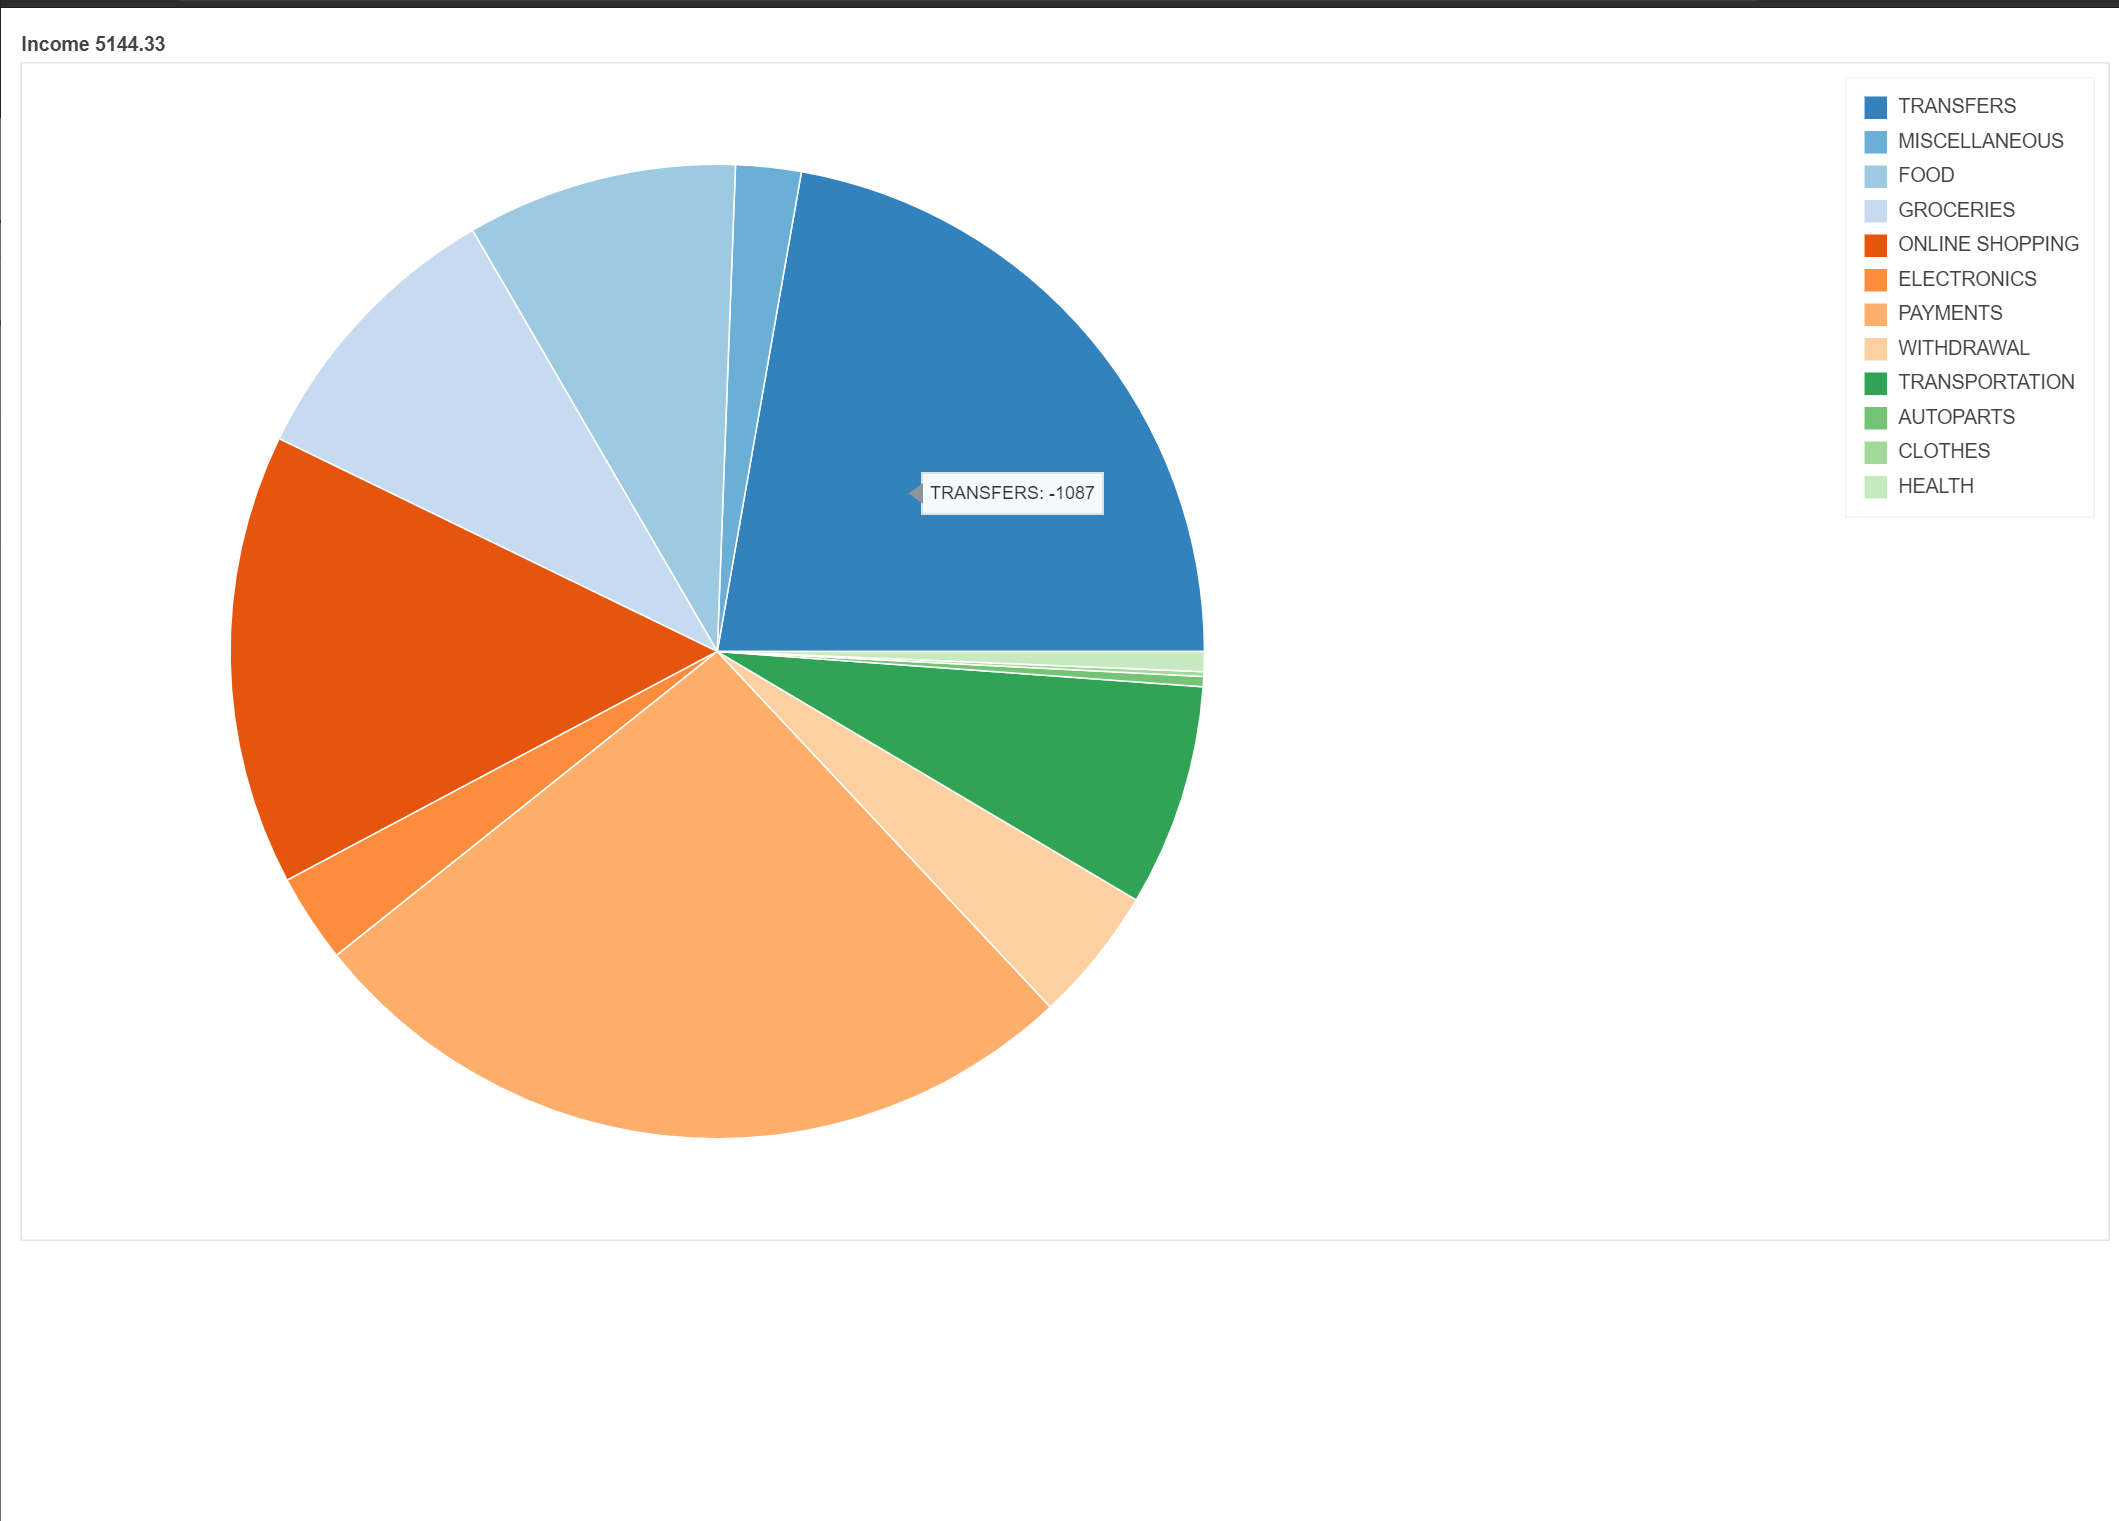 Income 5144.33
TRANSFERS
MISCELLANEOUS
FOOD
GROCERIES
ONLINE SHOPPING
ELECTRONICS
PAYMENTS
WITHDRAWAL
TRANSPORTATION
AUTOPARTS
CLOTHES
HEALTH
TRANSFERS: -1087